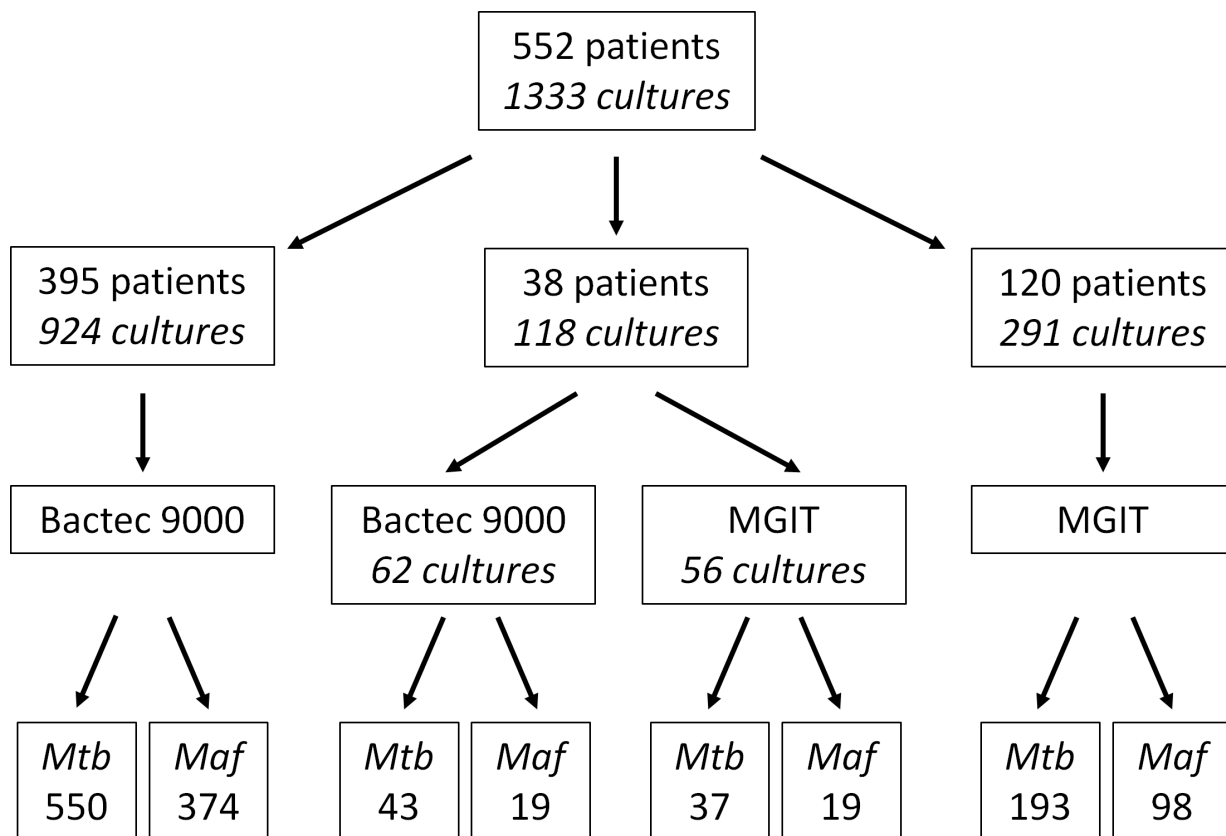 552 patients
1333 cultures
395 patients
924 cultures
38 patients
118 cultures
120 patients
291 cultures
Bactec 9000
Bactec 9000
62 cultures
MGIT
56 cultures
MGIT
Mtb
550
Maf
374
Mtb
43
Maf
19
Mtb
37
Maf
19
Mtb
193
Maf
98